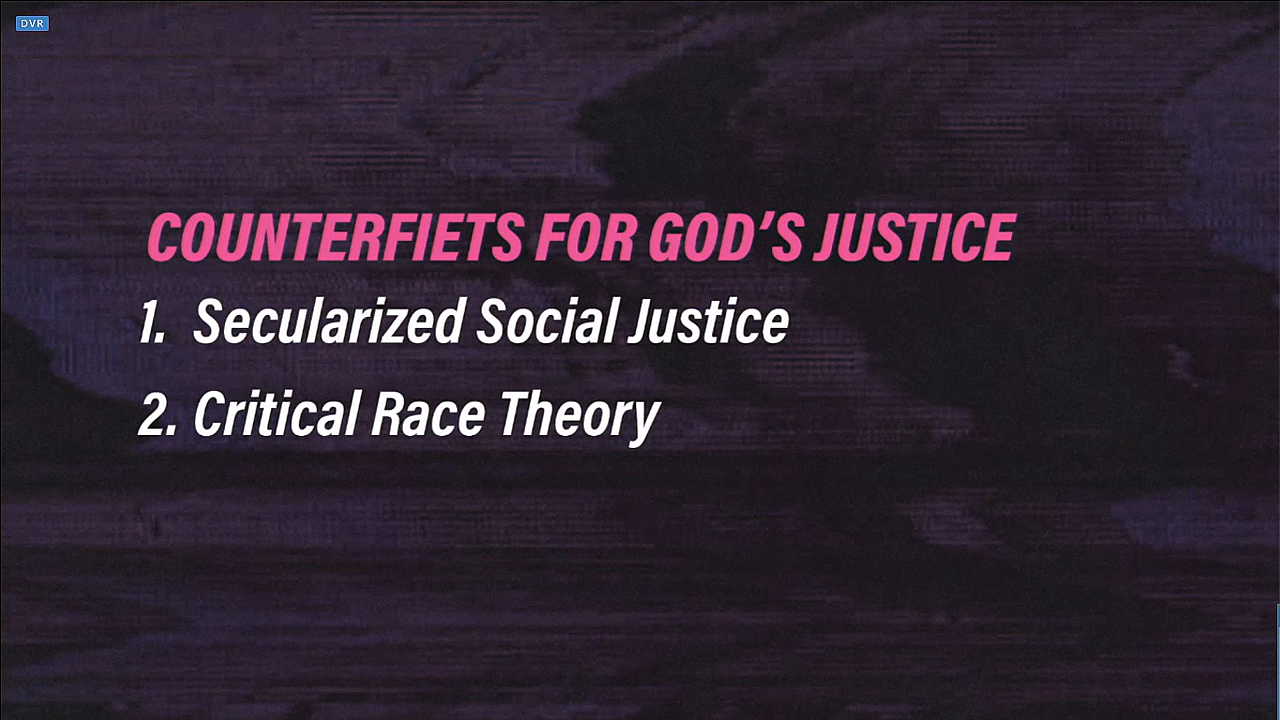 DVR
COUNTERFIETS FOR GOD'S JUSTICE
1. Secularized Social Justice
2. Critical Race Theory